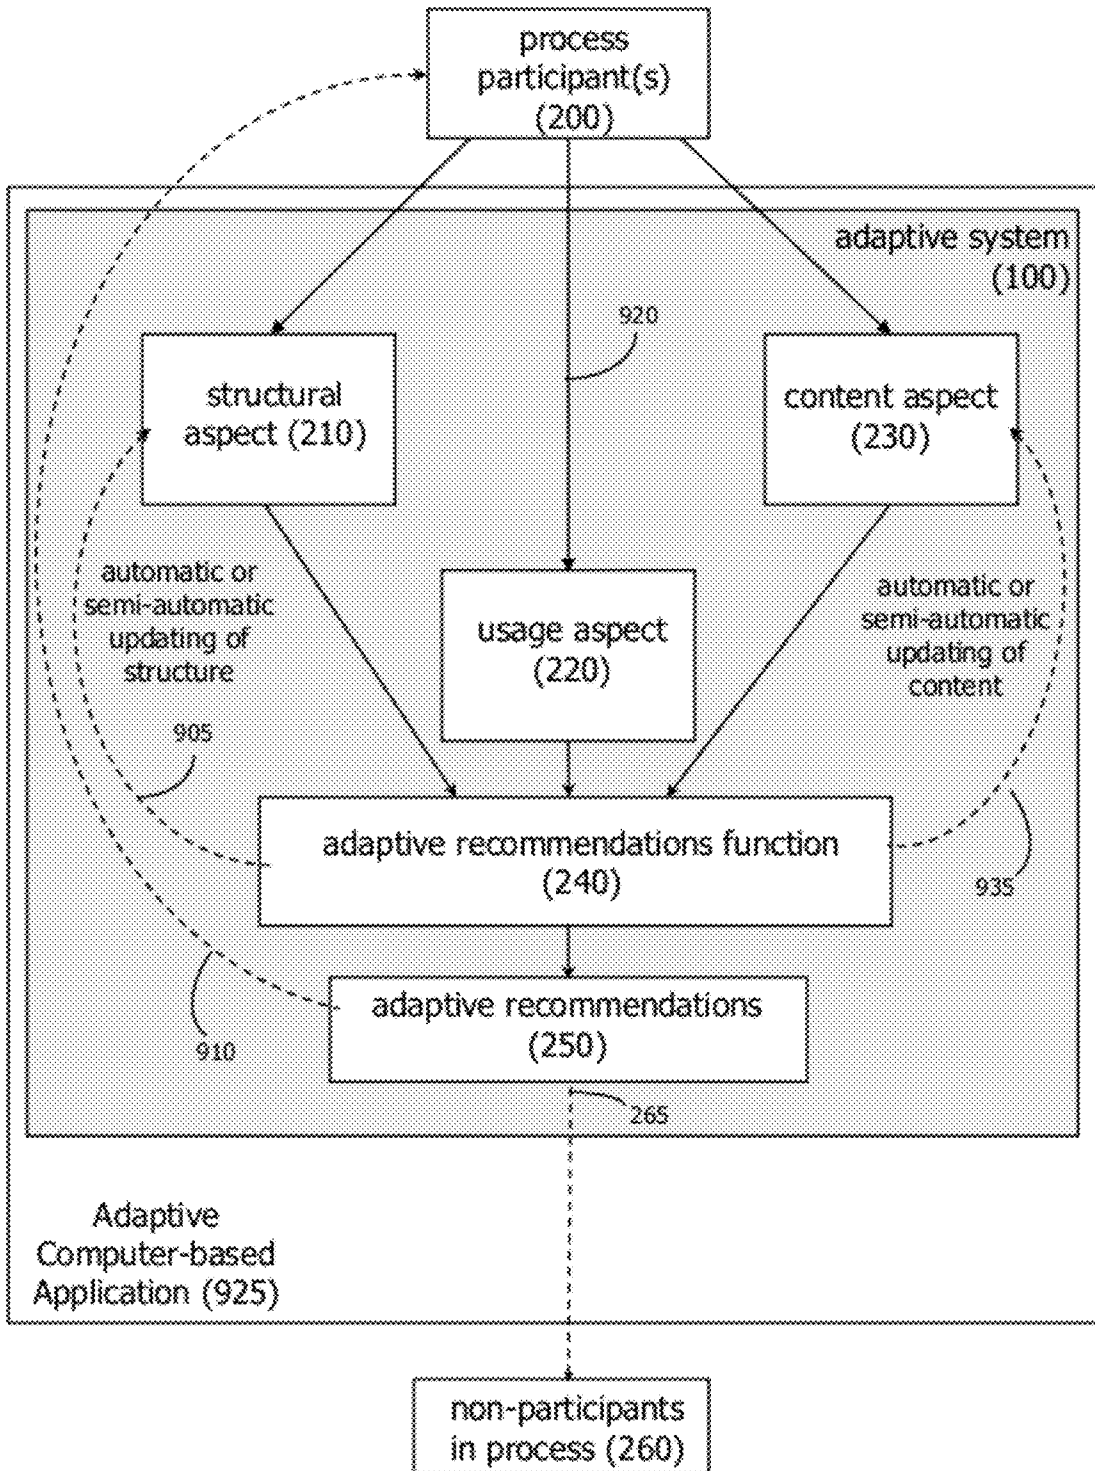 process
participant(s)
(200)
adaptive system
(100)
920
structural
aspect (210)
content aspect
(230)
automatic or
semi-automatic
updating of
structure
usage aspect
(220)
automatic or
semi-automatic
updating of
content
905
adaptive recommendations function
(240)
935
adaptive recommendations
(250)
910
265
Adaptive
Computer-based
Application (925)
non-participants
in process (260)